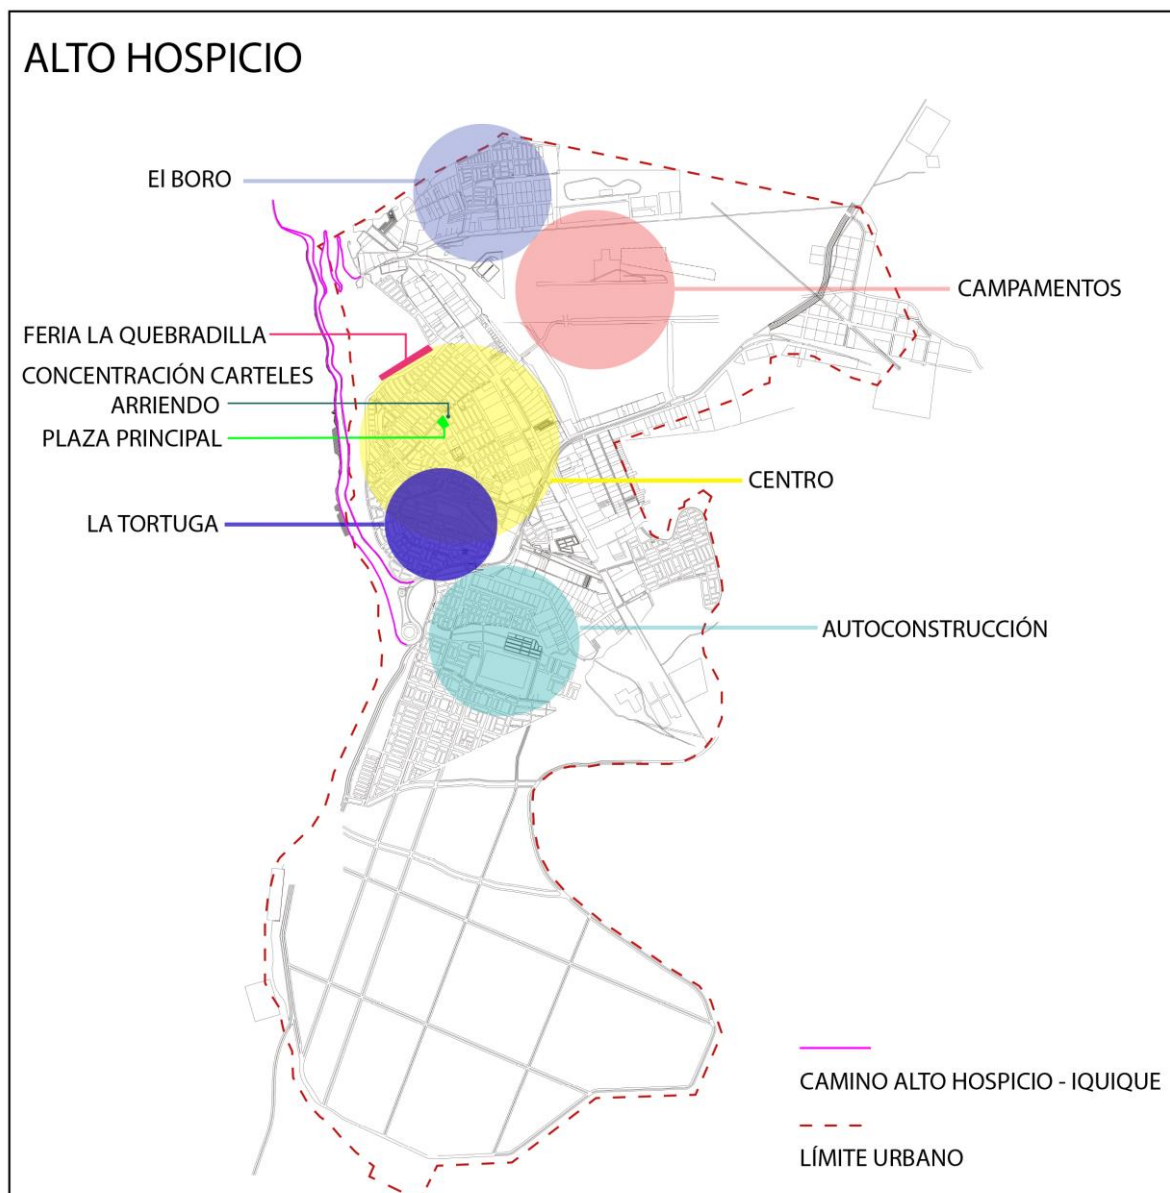 ALTO HOSPICIO
El BORO
CAMPAMENTOS
FERIA LA QUEBRADILLA
CONCENTRACIÓN CARTELES
ARRIENDO
PLAZA PRINCIPAL
CENTRO
LA TORTUGA
AUTOCONSTRUCCIÓN
CAMINO ALTO HOSPICIO - IQUIQUE
LÍMITE URBANO